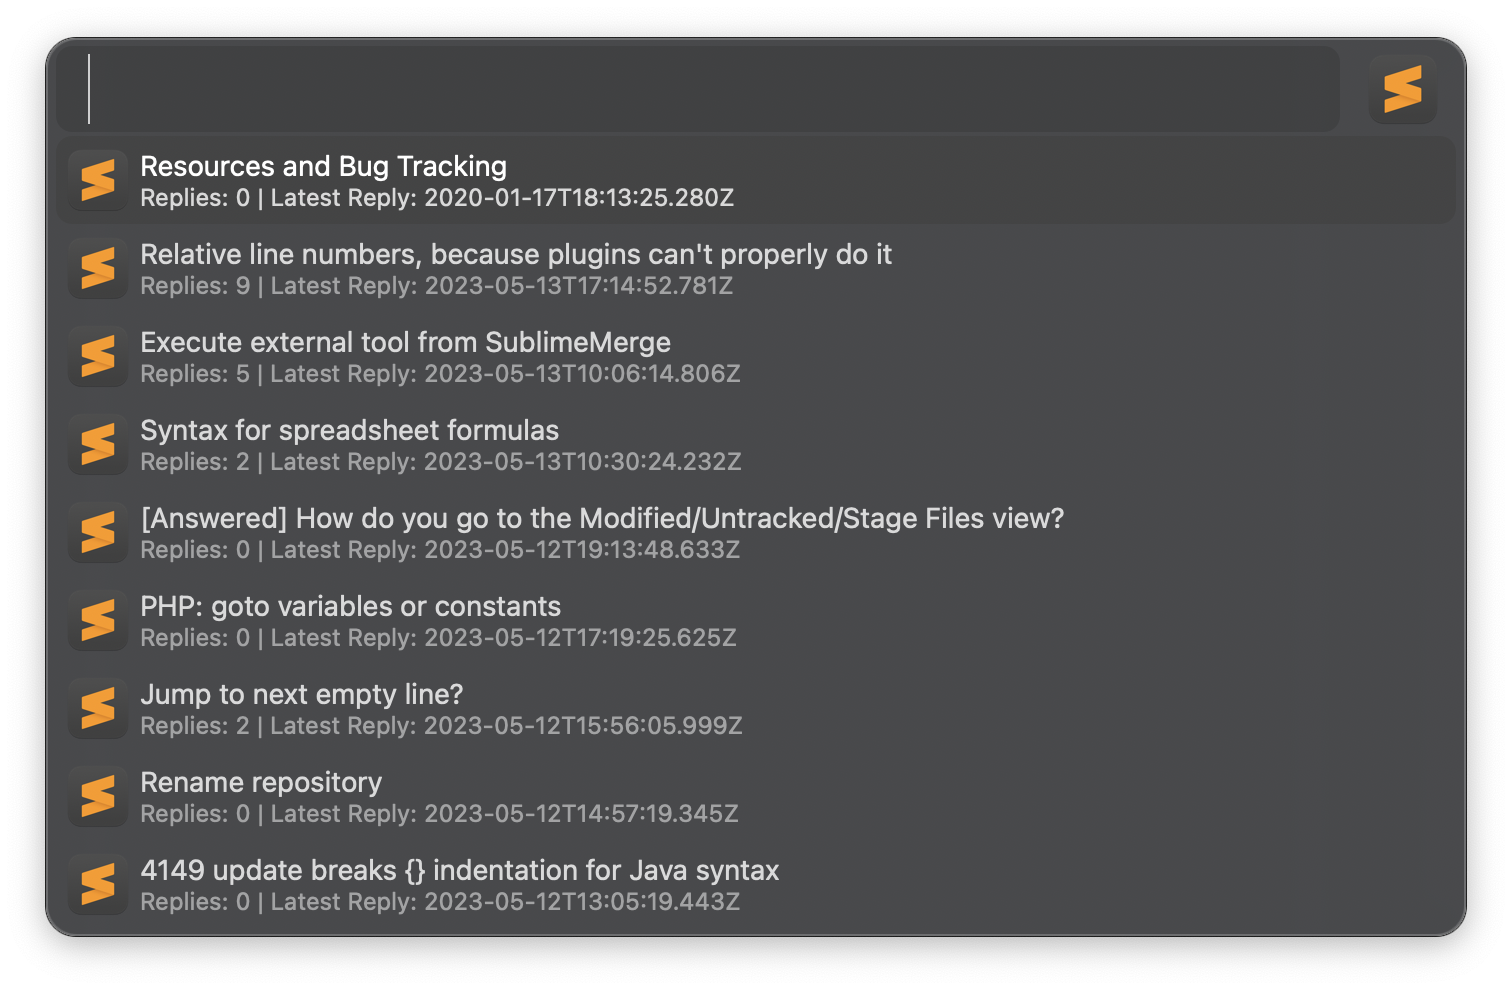 Resources and Bug Tracking
Replies: 0 | Latest Reply: 2020-01-17T18:13:25.280Z
Relative line numbers, because plugins can't properly do it
Replies: 9 | Latest Reply: 2023-05-13T17:14:52.781Z
Execute external tool from SublimeMerge
Replies: 5 | Latest Reply: 2023-05-13T10:06:14.806Z
Syntax for spreadsheet formulas
Replies: 2 | Latest Reply: 2023-05-13T10:30:24.232Z
[Answered] How do you go to the Modified/Untracked/Stage Files view?
Replies: 0 | Latest Reply: 2023-05-12T19:13:48.633Z
PHP: goto variables or constants
Replies: 0 | Latest Reply: 2023-05-12T17:19:25.625Z
Jump to next empty line?
Replies: 2 | Latest Reply: 2023-05-12T15:56:05.999Z
Rename repository
Replies: 0 | Latest Reply: 2023-05-12T14:57:19.345Z
4149 update breaks {} indentation for Java syntax
Replies: 0 | Latest Reply: 2023-05-12T13:05:19.443Z